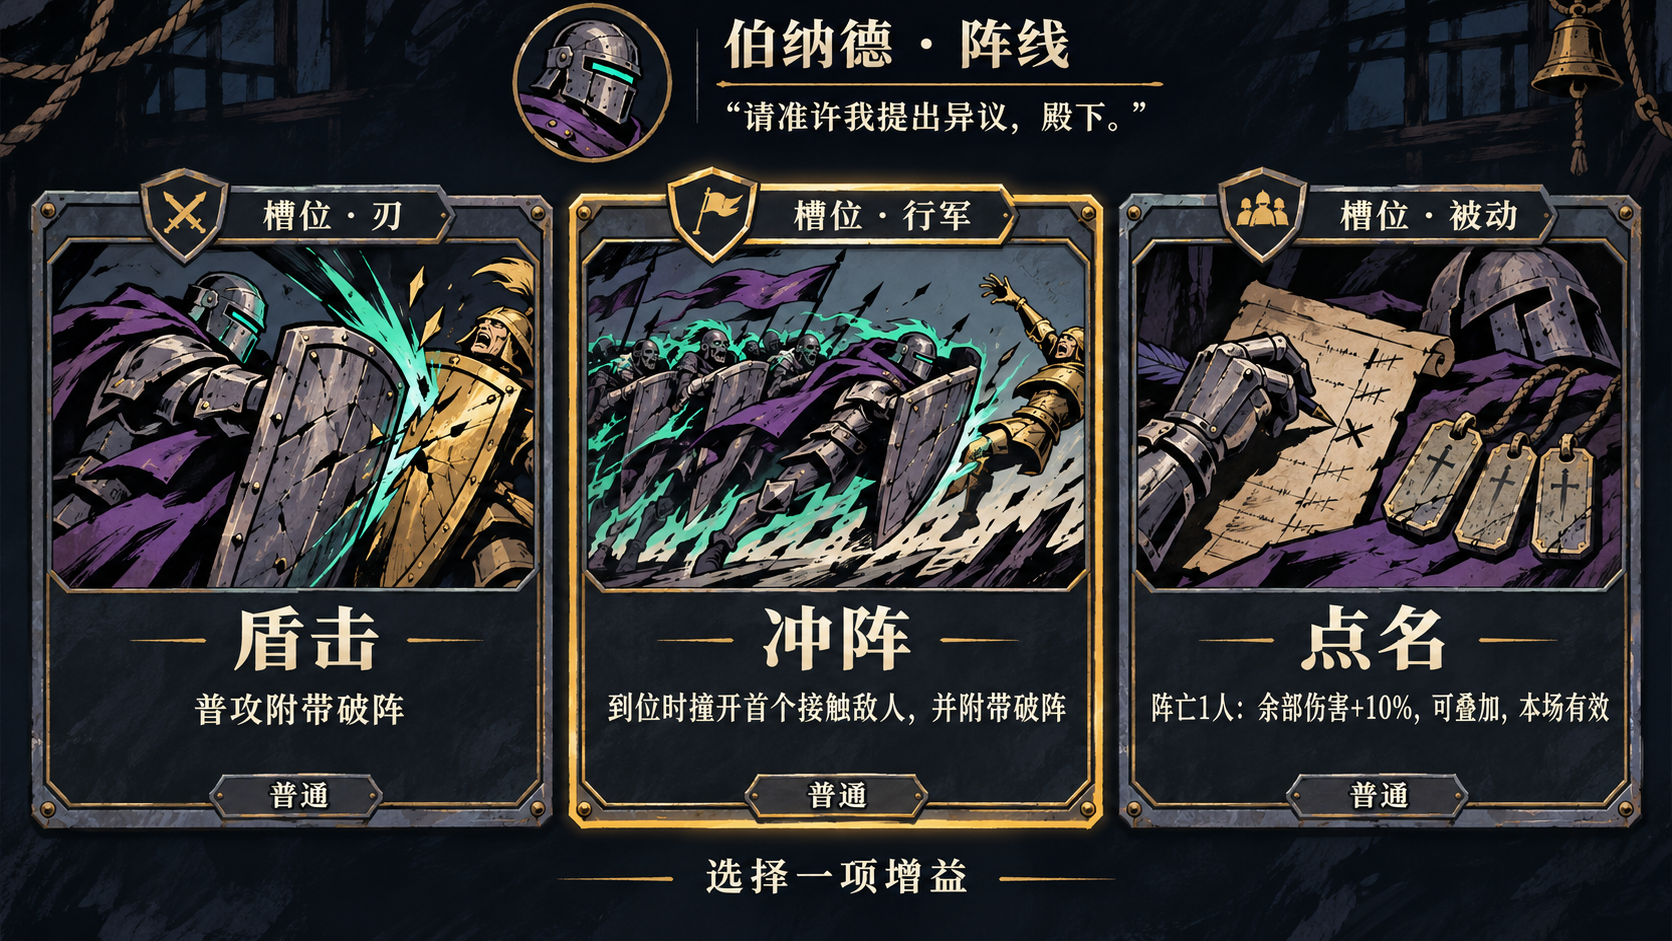 伯纳德·阵线
“请准许我提出异议，殿下。”
槽位·刃
盾击
普攻附带破阵
普通
槽位·行军
冲阵
到位时撞开首个接触敌人，并附带破阵
普通
槽位·被动
点名
阵亡1人：余部伤害+10%，可叠加，本场有效
普通
选择一项增益